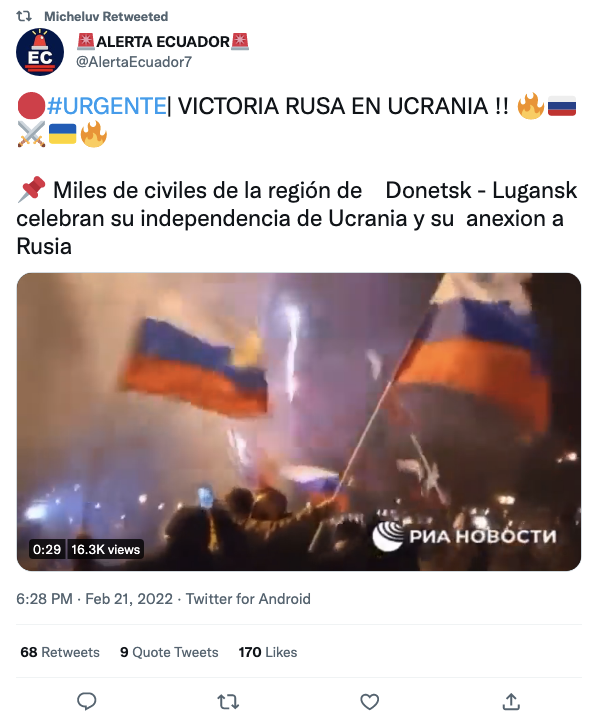 Micheluv Retweeted
🚨ALERTA ECUADOR🚨
EC
@AlertaEcuador7
🔴#URGENTE| VICTORIA RUSA EN UCRANIA !! 🔥🇷🇺
⚔️🇺🇦🔥
📌 Miles de civiles de la región de Donetsk - Lugansk
celebran su independencia de Ucrania y su anexion a
Rusia
РИА НОВОСТИ
0:29 16.3K views
6:28 PM · Feb 21, 2022 · Twitter for Android
68 Retweets 9 Quote Tweets 170 Likes